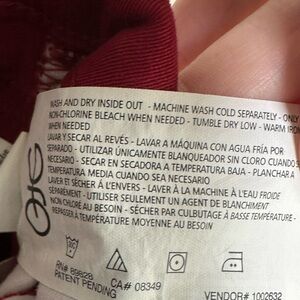 WASH AND DRY INSIDE OUT - MACHINE WASH COLD SEPARATELY - ONLY
NON-CHLORINE BLEACH WHEN NEEDED - TUMBLE DRY LOW - WARM IRON
WHEN NEEDED
LAVAR Y SECAR AL REVÉS - LAVAR A MÁQUINA CON AGUA FRÍA POR
SEPARADO - UTILIZAR ÚNICAMENTE BLANQUEADOR SIN CLORO CUANDO
NECESARIO - SECAR EN SECADORA A TEMPERATURA BAJA - PLANCHAR A
TEMPERATURA MEDIA CUANDO SEA NECESARIO
LAVER ET SÉCHER À L'ENVERS - LAVER À LA MACHINE À L'EAU FROIDE
SÉPARÉMENT - UTILISER SEULEMENT UN AGENT DE BLANCHIMENT
NON CHLORÉ AU BESOIN - SÉCHER PAR CULBUTAGE À BASSE TEMPÉRATURE -
REPASSER À TEMPÉRATURE MOYENNE AU BESOIN
CA# 08349
PATENT PENDING
VENDOR# 1002632